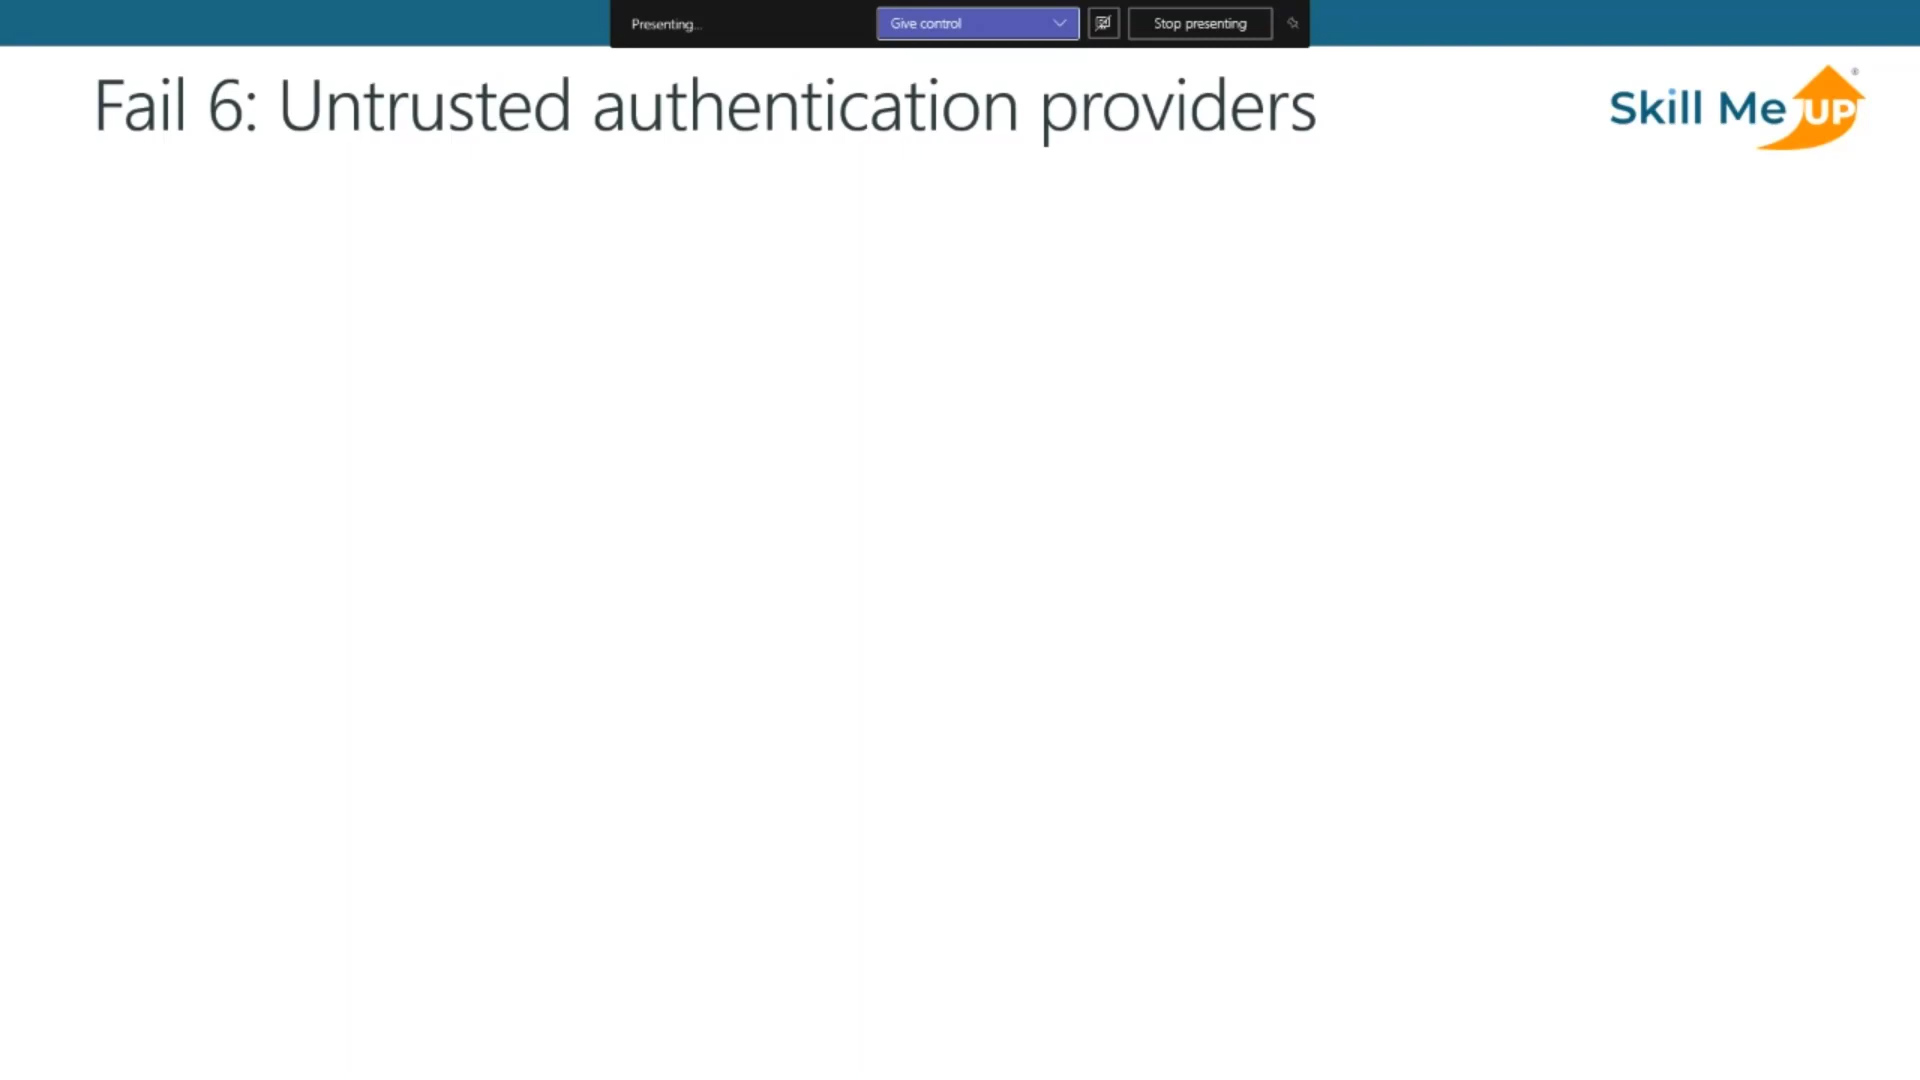 Presenting...
Give control
Stop presenting
Fail 6: Untrusted authentication providers
Skill Me UP
®